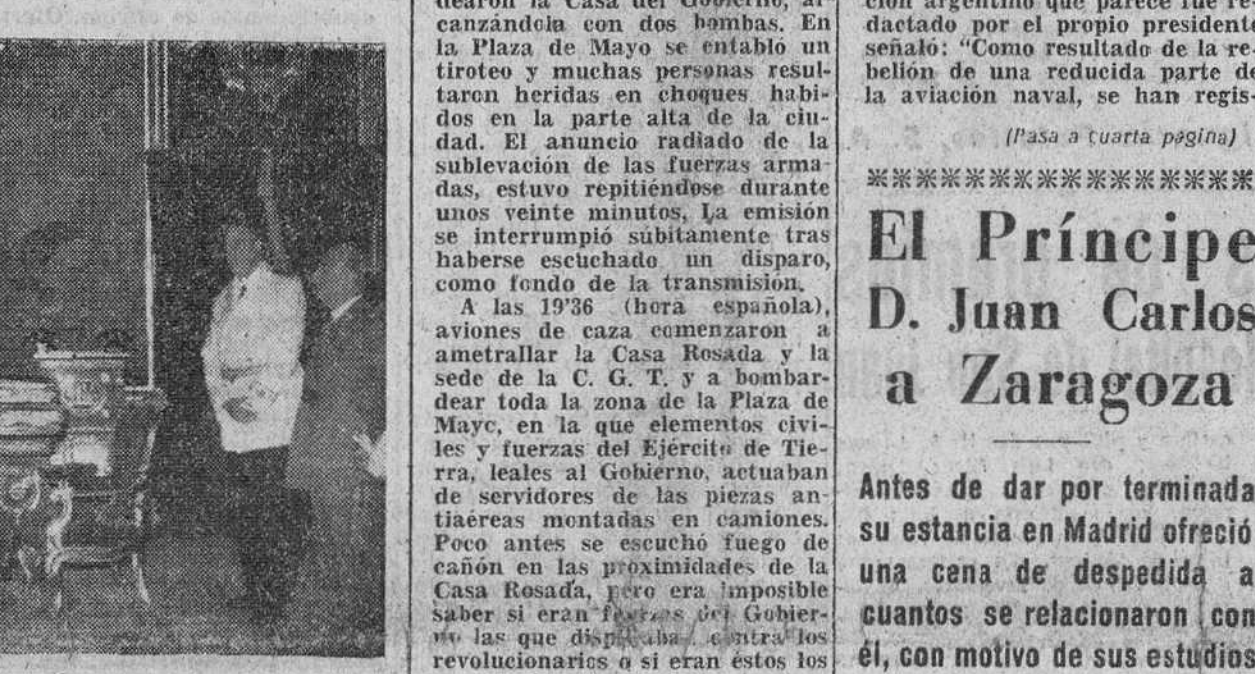 dearon la Casa del Gobierno, al-
canzándola con dos bombas. En
la Plaza de Mayo se entabló un
tiroteo y muchas personas resul-
taron heridas en choques habi-
dos en la parte alta de la ciu-
dad. El anuncio radiado de la
sublevación de las fuerzas arma-
das, estuvo repitiéndose durante
unos veinte minutos, La emisión
se interrumpió súbitamente tras
haberse escuchado un disparo,
como fondo de la transmisión.
A las 19'36 (hora española),
aviones de caza comenzaron a
ametrallar la Casa Rosada y la
sede de la C. G. T. y a bombar-
dear toda la zona de la Plaza de
Mayo, en la que elementos civi-
les y fuerzas del Ejército de Tie-
rra, leales al Gobierno, actuaban
de servidores de las piezas an-
tiaéreas montadas en camiones.
Poco antes se escuchó fuego de
cañón en las proximidades de la
Casa Rosada, pero era imposible
saber si eran fuerzas del Gobier-
no las que contra los
revolucionarios o si eran éstos los
ción argentino que parece fue re-
dactado por el propio presidente
señaló: "Como resultado de la re-
belión de una reducida parte de
la aviación naval, se han regis-
(Pasa a cuarta página)
El Príncipe
D. Juan Carlos
a Zaragoza
Antes de dar por terminada
su estancia en Madrid ofreció
una cena de despedida a
cuantos se relacionaron con
él, con motivo de sus estudios